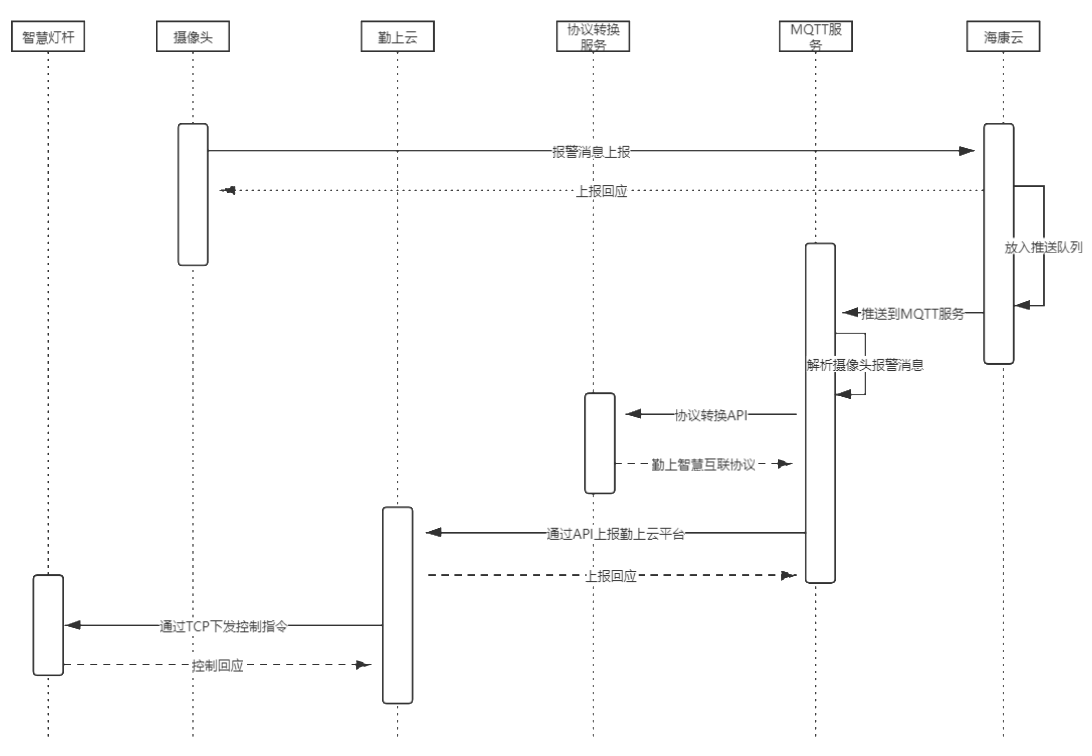 智慧灯杆
摄像头
勤上云
协议转换
服务
MQTT服
务
海康云
报警消息上报
上报回应
放入推送队列
推送到MQTT服务
解析摄像头报警消息
协议转换API
勤上智慧互联协议
通过API上报勤上云平台
上报回应
通过TCP下发控制指令
控制回应